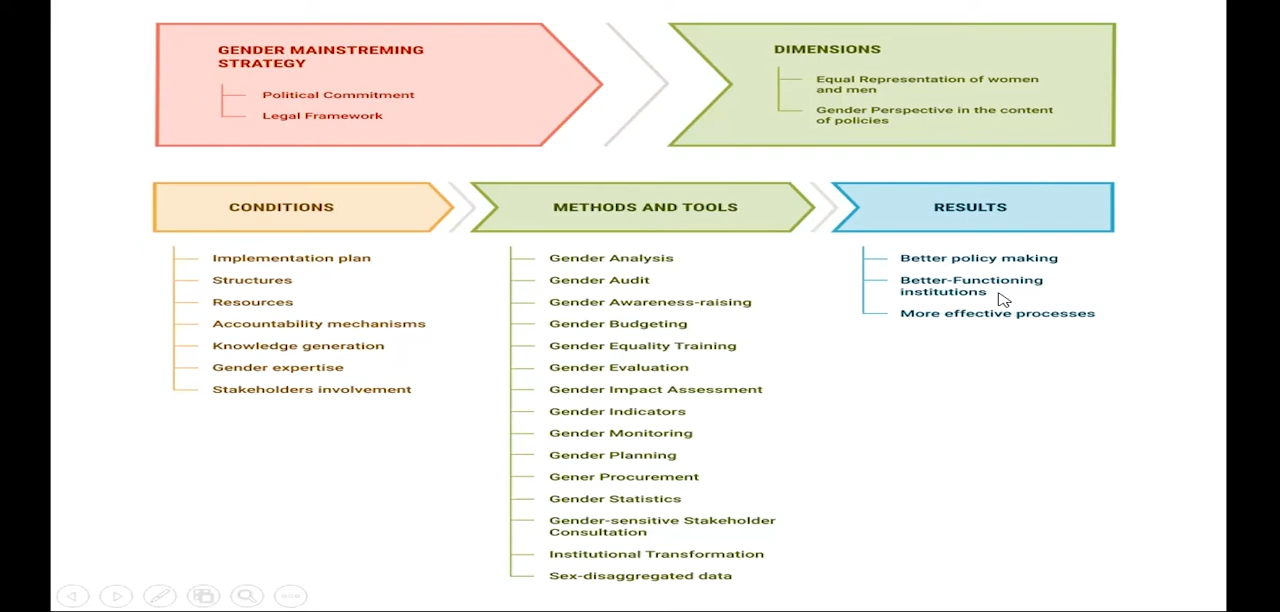 GENDER MAINSTREMING
STRATEGY
Political Commitment
Legal Framework
DIMENSIONS
Equal Representation of women
and men
Gender Perspective in the content
of policies
CONDITIONS
Implementation plan
Structures
Resources
Accountability mechanisms
Knowledge generation
Gender expertise
Stakeholders involvement
METHODS AND TOOLS
Gender Analysis
Gender Audit
Gender Awareness-raising
Gender Budgeting
Gender Equality Training
Gender Evaluation
Gender Impact Assessment
Gender Indicators
Gender Monitoring
Gender Planning
Gener Procurement
Gender Statistics
Gender-sensitive Stakeholder
Consultation
Institutional Transformation
Sex-disaggregated data
RESULTS
Better policy making
Better-Functioning
institutions
More effective processes